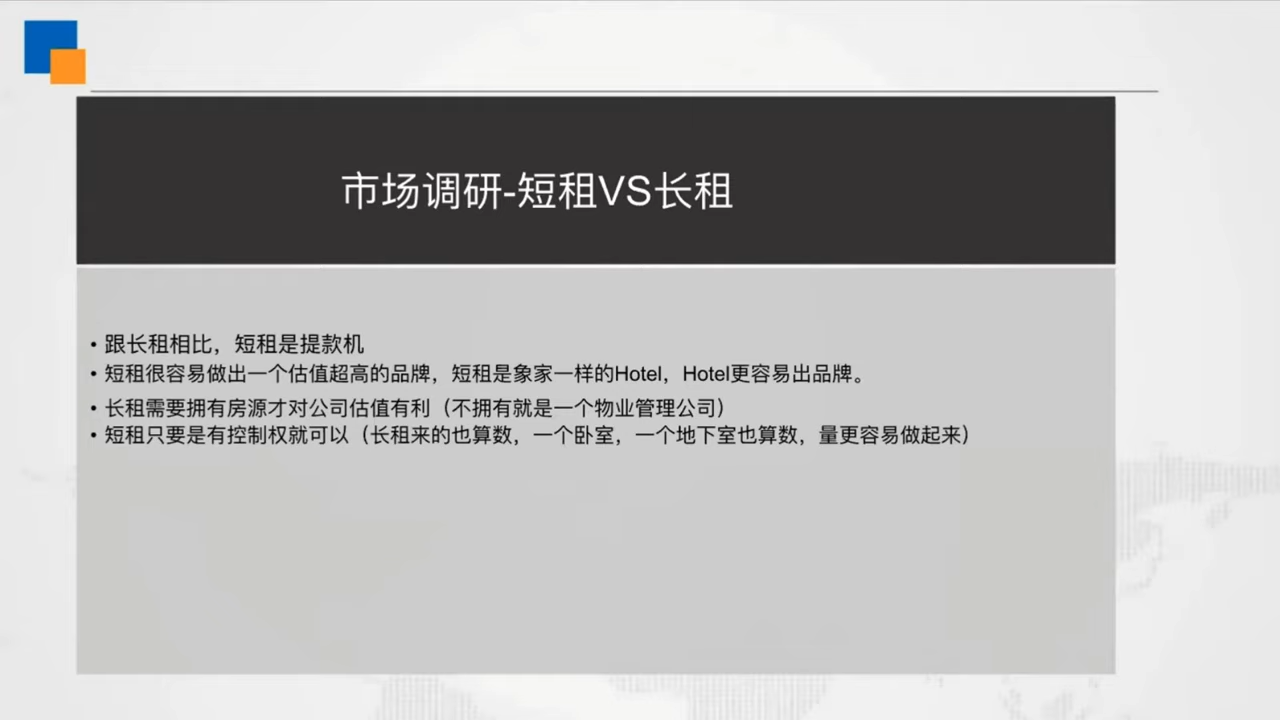 市场调研-短租VS长租
• 跟长租相比，短租是提款机
• 短租很容易做出一个估值超高的品牌，短租是象家一样的Hotel，Hotel更容易出品牌。
• 长租需要拥有房源才对公司估值有利（不拥有就是一个物业管理公司）
• 短租只要是有控制权就可以（长租来的也算数，一个卧室，一个地下室也算数，量更容易做起来）